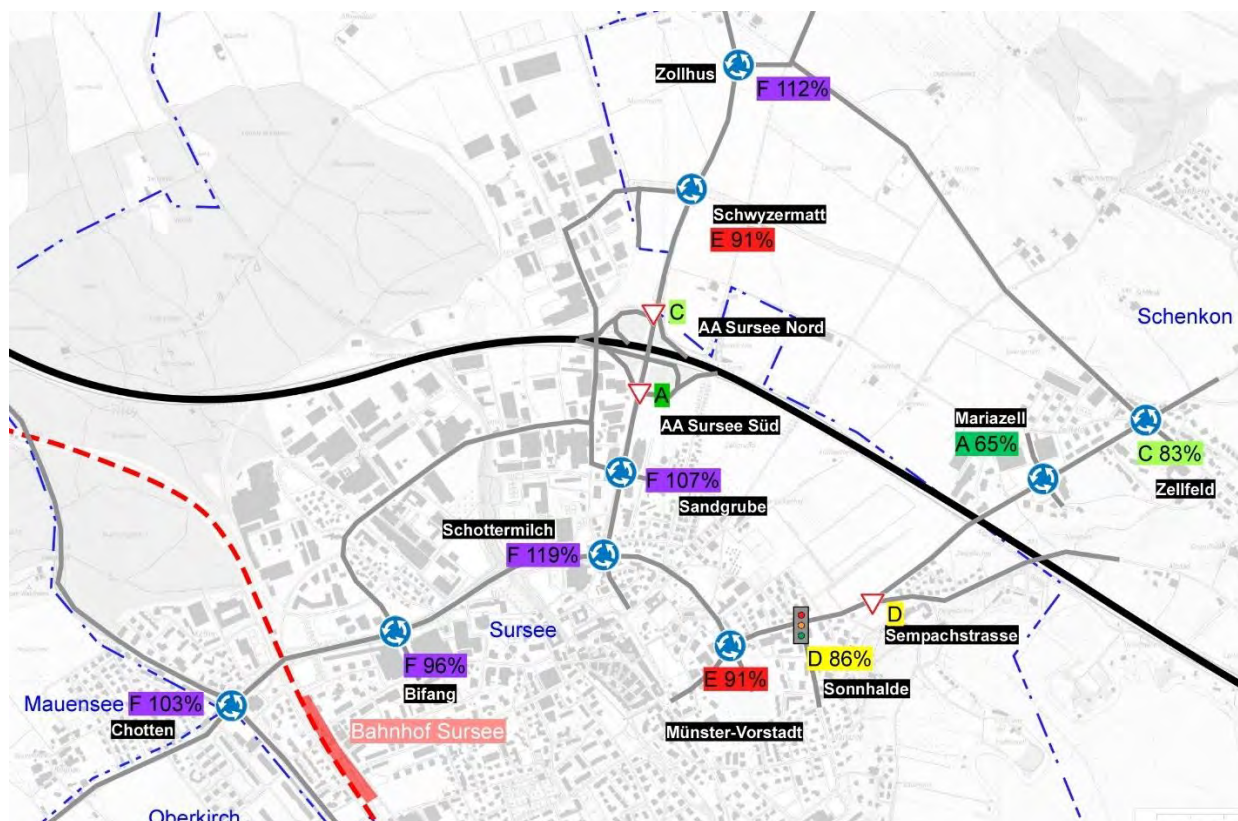 Zollhus
F 112%
Schwyzermatt
E 91%
C
AA Sursee Nord
Schenkon
A
AA Sursee Süd
Mariazell
A 65%
C 83%
Zellfeld
F 107%
Sandgrube
Schottermilch
F 119%
Sursee
D
Sempachstrasse
F 96%
Bifang
E 91%
D 86%
Sonnhalde
Mauensee
F 103%
Chotten
Bahnhof Sursee
Münster-Vorstadt
Oberkirch